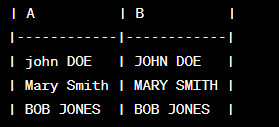 | A          | B          |
|------------|------------|
| john DOE   | JOHN DOE   |
| Mary Smith | MARY SMITH |
| BOB JONES  | BOB JONES  |